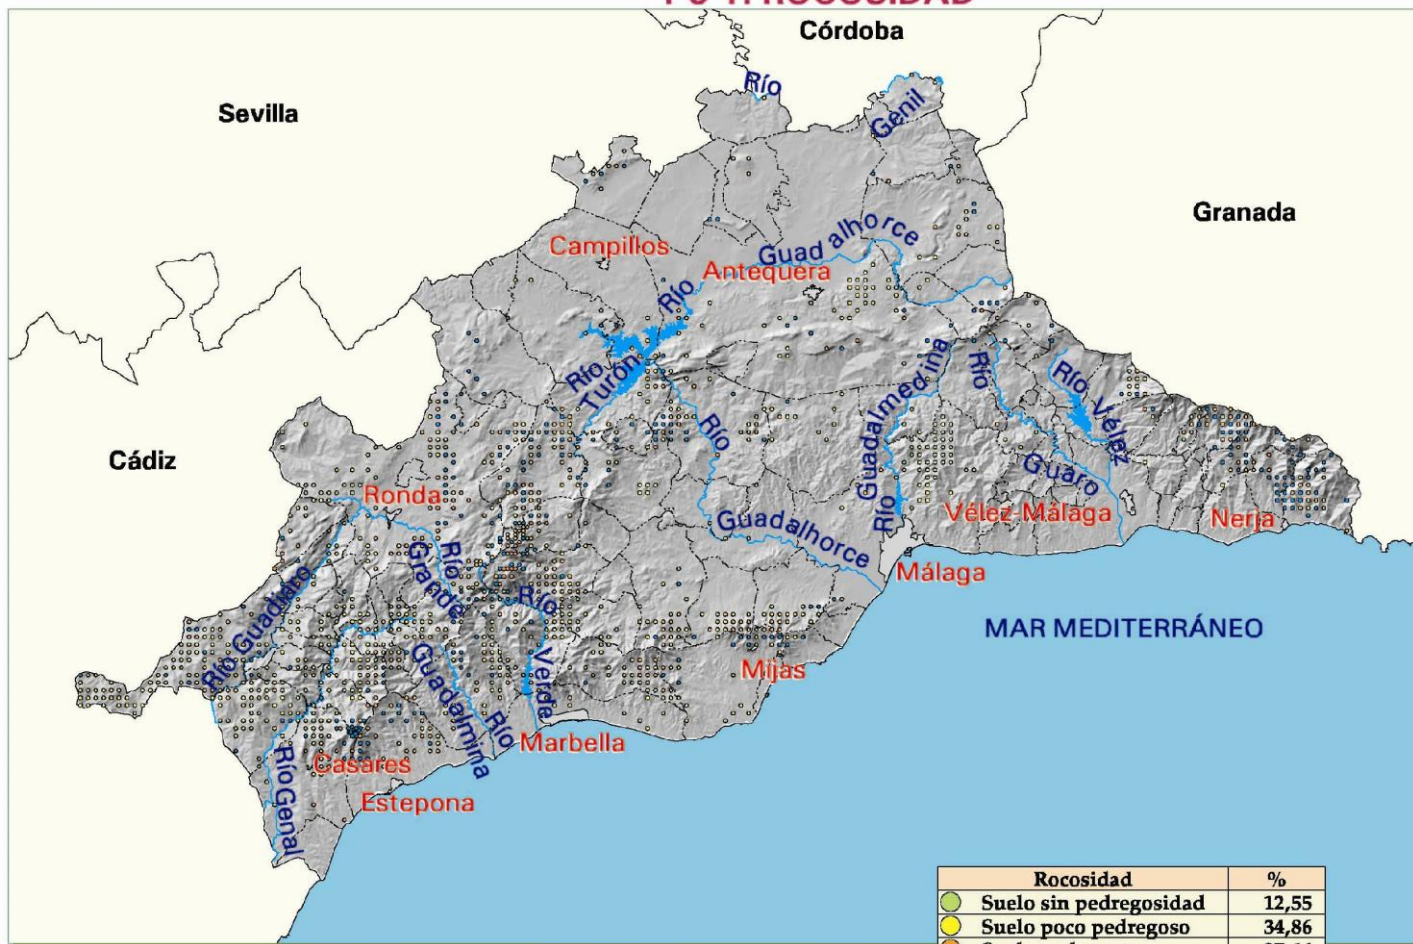 ROCOSIDAD
Córdoba
Sevilla
Río
Genil
Granada
Campillos
Guadalhorce
Antequera
Río
Río
Turón
Guadalmedina
Río
Río
Río Vélez
Río
Cádiz
Guaro
Ronda
Vélez-Málaga
Nerja
Guadalhorce
Río
Grande
Málaga
Río Guadiaro
Río
Verde
MAR MEDITERRÁNEO
Mijas
Guadalmina
Río
Marbella
Casares
Estepona
Río Genal
Rocosidad %
Suelo sin pedregosidad 12,55
Suelo poco pedregoso 34,86